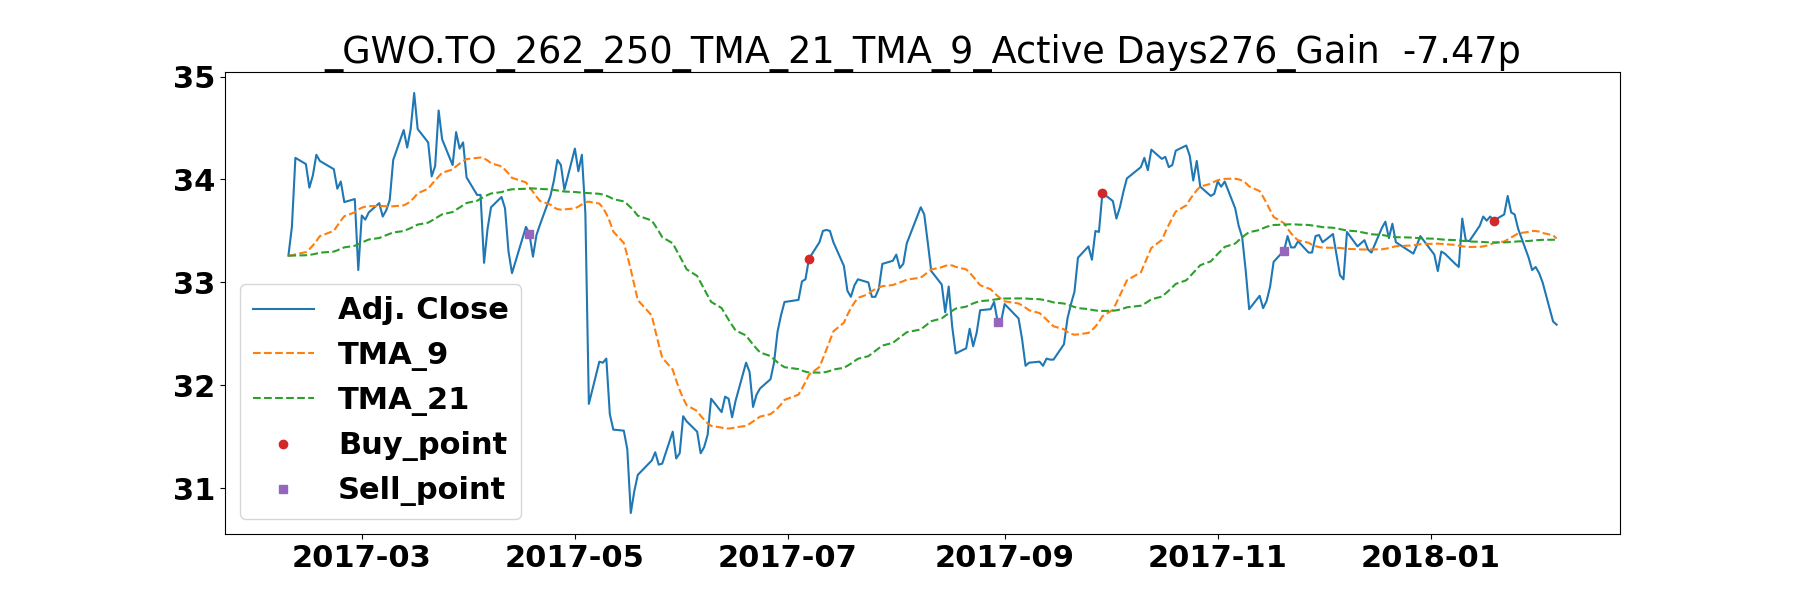 _GWO.TO_262_250_TMA_21_TMA_9_Active Days276_Gain  -7.47p
35
34
33
32
31
Adj. Close
TMA_9
TMA_21
Buy_point
Sell_point
2017-03
2017-05
2017-07
2017-09
2017-11
2018-01